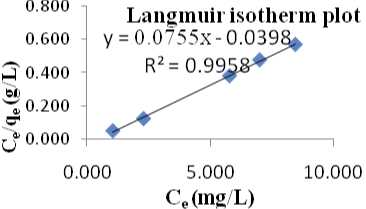 Langmuir isotherm plot
y = 0.0755x - 0.0398
R² = 0.9958
0.800
0.600
0.400
0.200
0.000
Ce/qe (g/L)
0.000 5.000 10.000
Ce (mg/L)